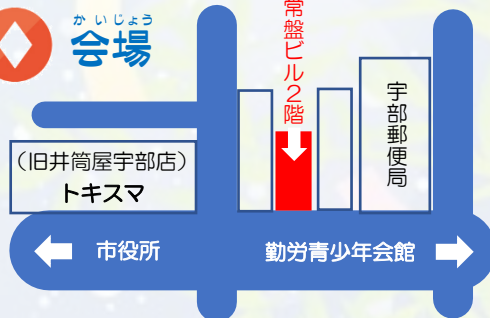 かいじょう
会場
常盤ビル2階
宇部郵便局
（旧井筒屋宇部店）
トキスマ
市役所
勤労青少年会館